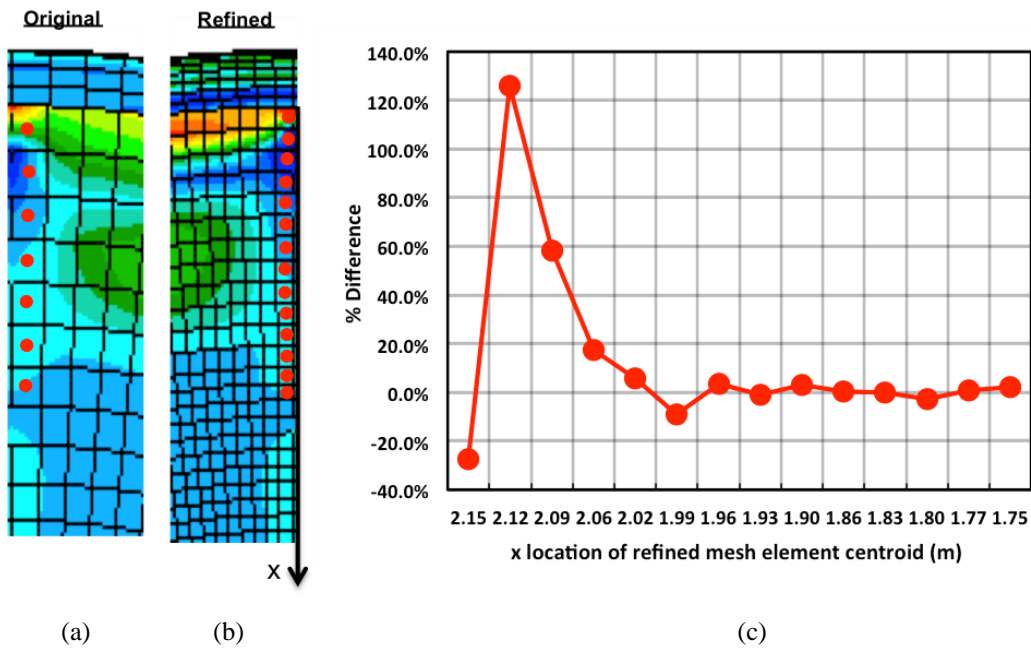 Original
Refined
x
(a)
(b)
140.0%
120.0%
100.0%
80.0%
60.0%
40.0%
20.0%
0.0%
-20.0%
-40.0%
% Difference
2.15 2.12 2.09 2.06 2.02 1.99 1.96 1.93 1.90 1.86 1.83 1.80 1.77 1.75
x location of refined mesh element centroid (m)
(c)